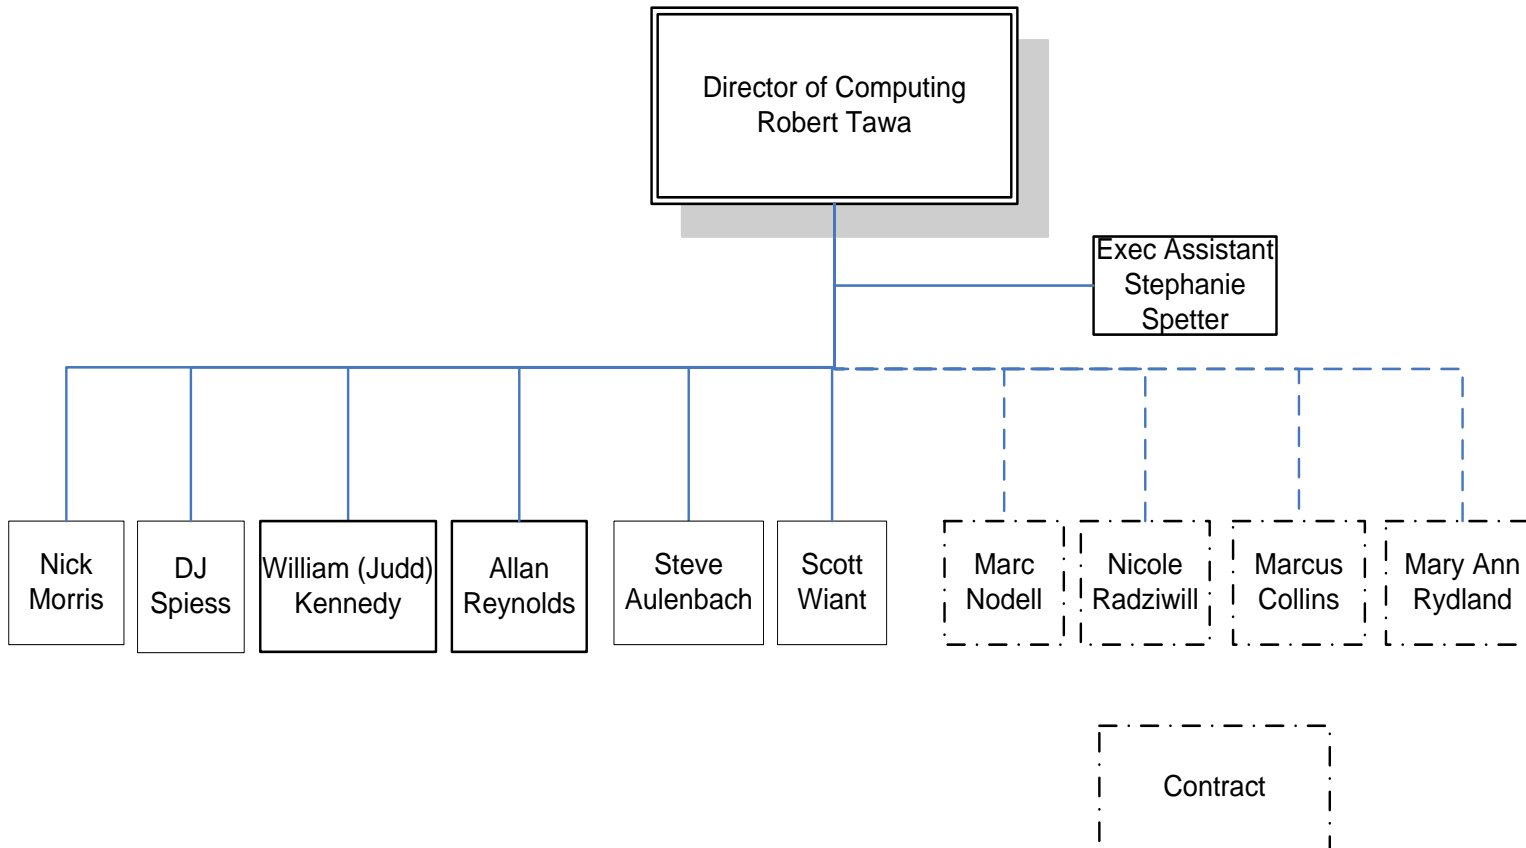 Director of Computing
Robert Tawa
Exec Assistant
Stephanie
Spetter
Nick
Morris
DJ
Spiess
William (Judd)
Kennedy
Allan
Reynolds
Steve
Aulenbach
Scott
Wiant
Marc
Nodell
Nicole
Radziwill
Marcus
Collins
Mary Ann
Rydland
Contract